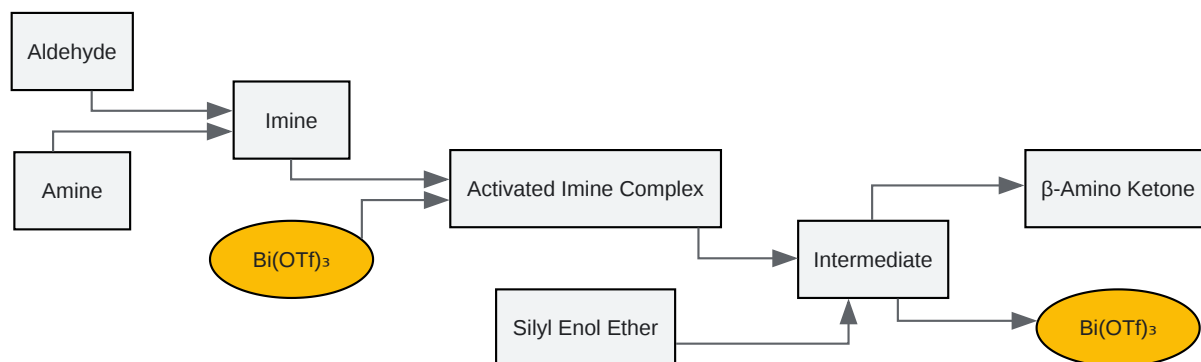 Aldehyde
Amine
Imine
Bi(OTf)₃
Activated Imine Complex
Silyl Enol Ether
Intermediate
β-Amino Ketone
Bi(OTf)₃